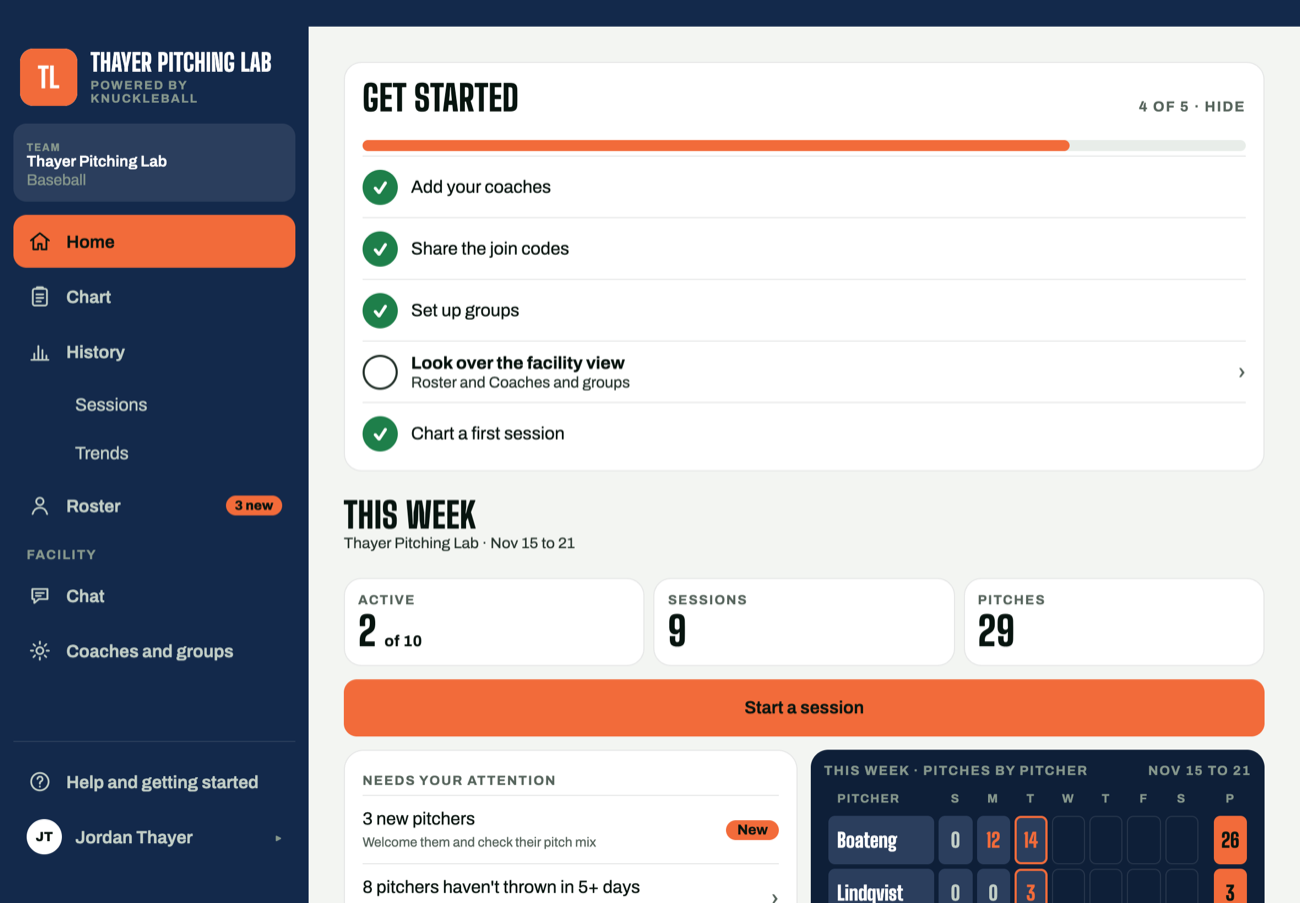 TL
THAYER PITCHING LAB
POWERED BY
KNUCKLEBALL
TEAM
Thayer Pitching Lab
Baseball
Home
Chart
History
Sessions
Trends
Roster
3 new
FACILITY
Chat
Coaches and groups
Help and getting started
JT
Jordan Thayer
GET STARTED
4 OF 5 · HIDE
Add your coaches
Share the join codes
Set up groups
Look over the facility view
Roster and Coaches and groups
Chart a first session
THIS WEEK
Thayer Pitching Lab · Nov 15 to 21
ACTIVE
2 of 10
SESSIONS
9
PITCHES
29
Start a session
NEEDS YOUR ATTENTION
3 new pitchers
Welcome them and check their pitch mix
New
8 pitchers haven't thrown in 5+ days
THIS WEEK · PITCHES BY PITCHER
NOV 15 TO 21
PITCHER S M T W T F S P
Boateng 0 12 14 26
Lindqvist 0 0 3 3